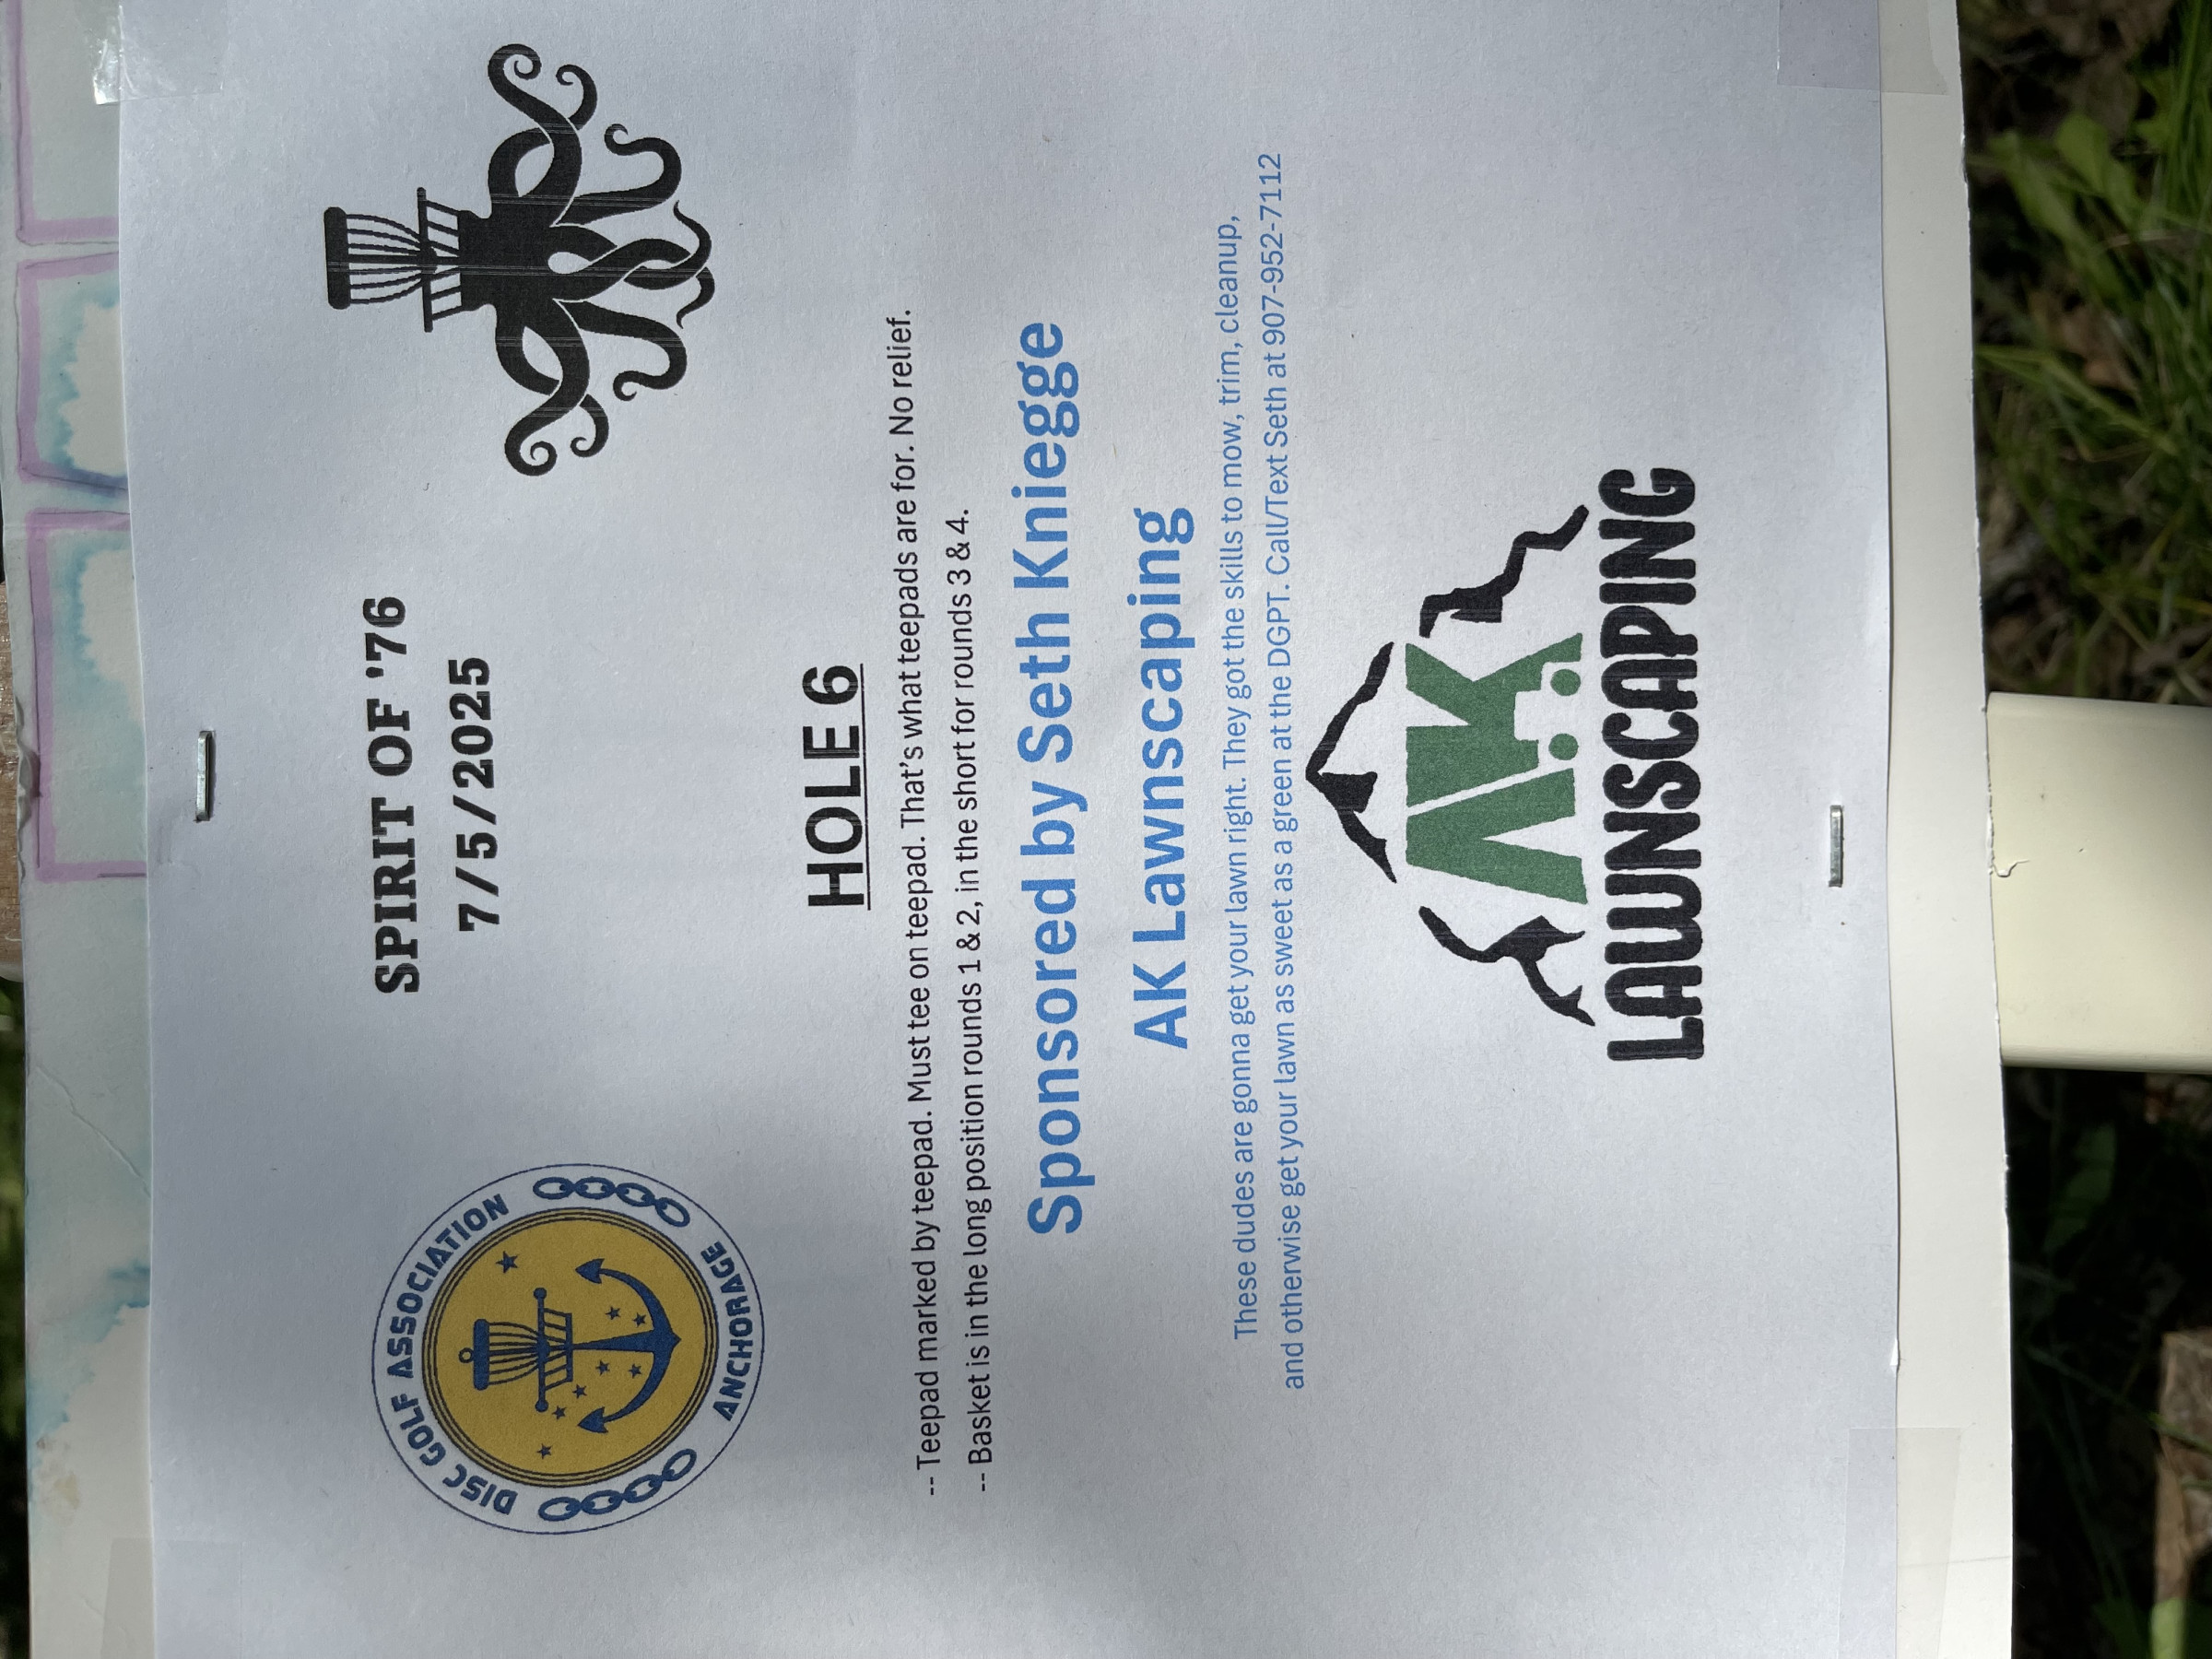 DISC GOLF ASSOCIATION
ANCHORAGE
SPIRIT OF '76
7/5/2025
HOLE 6
-- Teepad marked by teepad. Must tee on teepad. That's what teepads are for. No relief.
-- Basket is in the long position rounds 1 & 2, in the short for rounds 3 & 4.
Sponsored by Seth Kniegge
AK Lawnscaping
These dudes are gonna get your lawn right. They got the skills to mow, trim, cleanup,
and otherwise get your lawn as sweet as a green at the DGPT. Call/Text Seth at 907-952-7112
AK
LAWNSCAPING